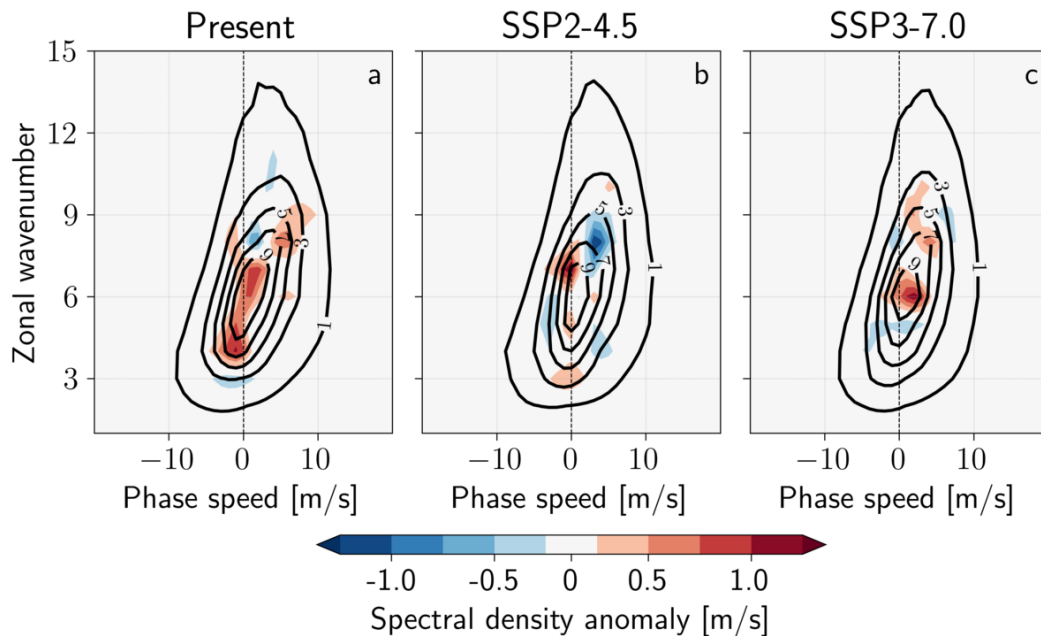 Present SSP2-4.5 SSP3-7.0
15
12
9
6
3
Zonal wavenumber
a
5
7
3
9
1
b
5
3
7
9
1
c
3
5
7
9
1
−10 0 10 −10 0 10 −10 0 10
Phase speed [m/s] Phase speed [m/s] Phase speed [m/s]
-1.0 -0.5 0 0.5 1.0
Spectral density anomaly [m/s]